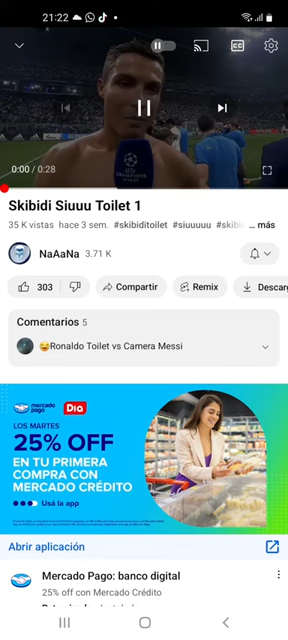 21:22
CC
CHAMPIONS
0:00 / 0:28
Skibidi Siuuu Toilet 1
35 K vistas hace 3 sem. #skibiditoilet #siuuuuu #skibi ... más
NaAaNa 3.71 K
303 Compartir Remix Descarg
Comentarios 5
😂Ronaldo Toilet vs Camera Messi
mercado pago Dia
LOS MARTES
25% OFF
EN TU PRIMERA
COMPRA CON
MERCADO CRÉDITO
Usá la app
Abrir aplicación
Mercado Pago: banco digital
25% off con Mercado Crédito